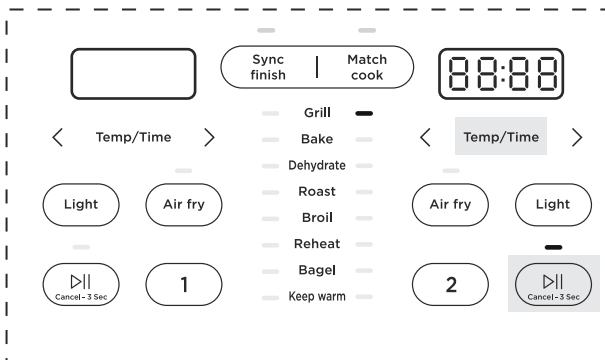 Sync finish
Match cook
88:88
Grill
Temp/Time
Bake
Temp/Time
Dehydrate
Light
Air fry
Roast
Air fry
Light
Broil
Reheat
Bagel
Cancel - 3 Sec
1
Keep warm
2
Cancel - 3 Sec